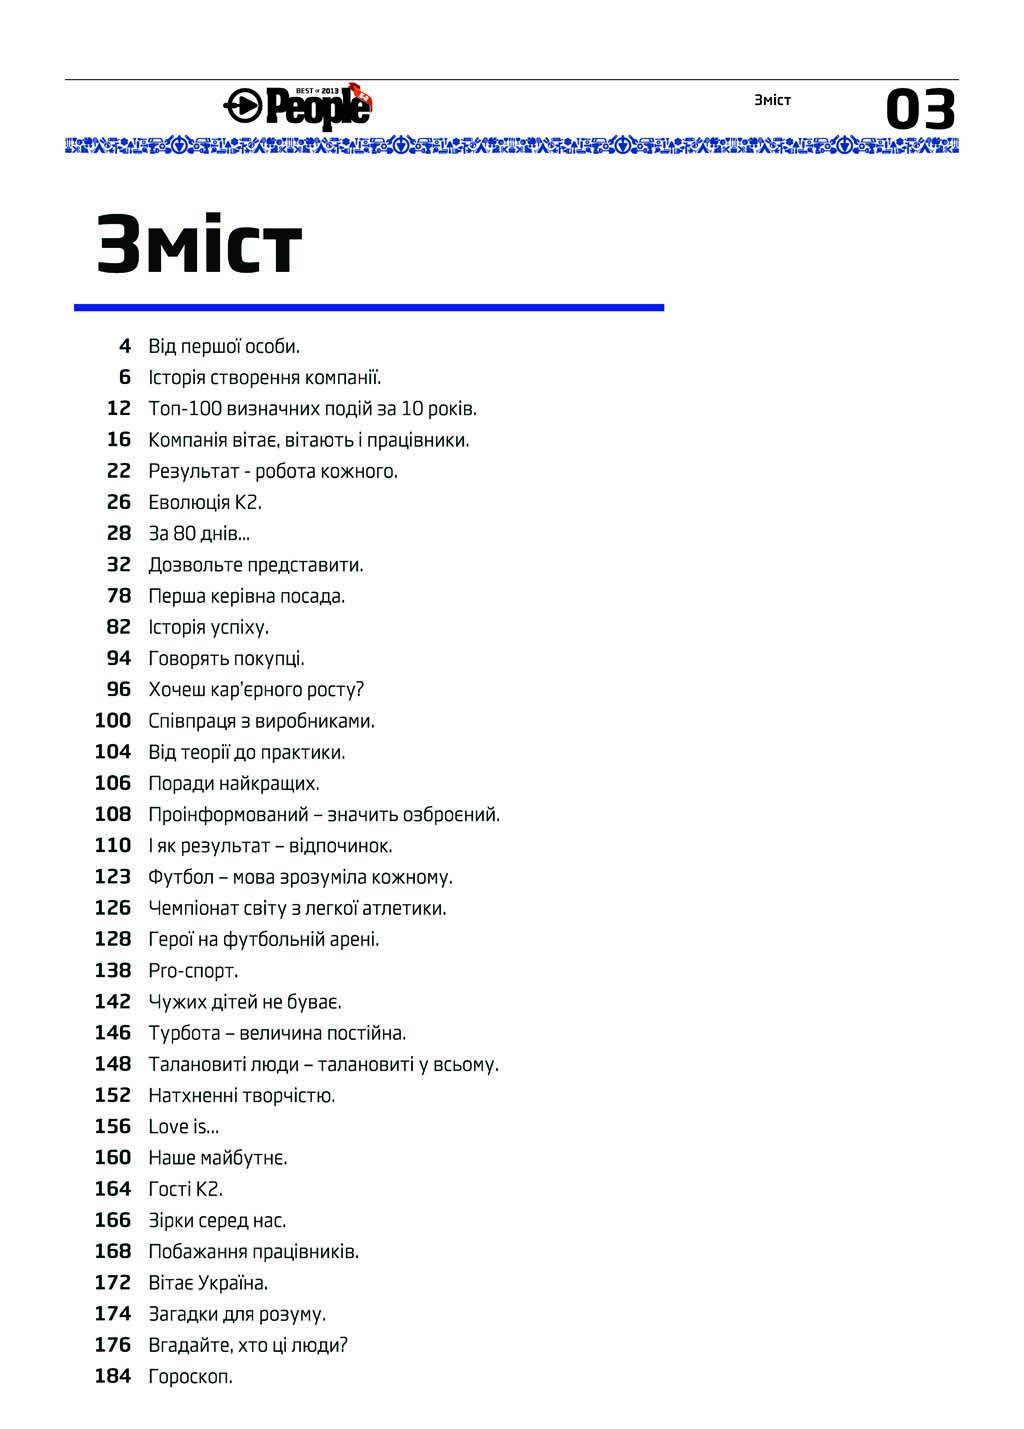 BEST of 2013
People
Зміст
03
Зміст
4 Від першої особи.
6 Історія створення компанії.
12 Топ-100 визначних подій за 10 років.
16 Компанія вітає, вітають і працівники.
22 Результат - робота кожного.
26 Еволюція К2.
28 За 80 днів...
32 Дозвольте представити.
78 Перша керівна посада.
82 Історія успіху.
94 Говорять покупці.
96 Хочеш кар'єрного росту?
100 Співпраця з виробниками.
104 Від теорії до практики.
106 Поради найкращих.
108 Проінформований – значить озброєний.
110 І як результат – відпочинок.
123 Футбол – мова зрозуміла кожному.
126 Чемпіонат світу з легкої атлетики.
128 Герої на футбольній арені.
138 Pro-спорт.
142 Чужих дітей не буває.
146 Турбота – величина постійна.
148 Талановиті люди – талановиті у всьому.
152 Натхненні творчістю.
156 Love is...
160 Наше майбутнє.
164 Гості К2.
166 Зірки серед нас.
168 Побажання працівників.
172 Вітає Україна.
174 Загадки для розуму.
176 Вгадайте, хто ці люди?
184 Гороскоп.